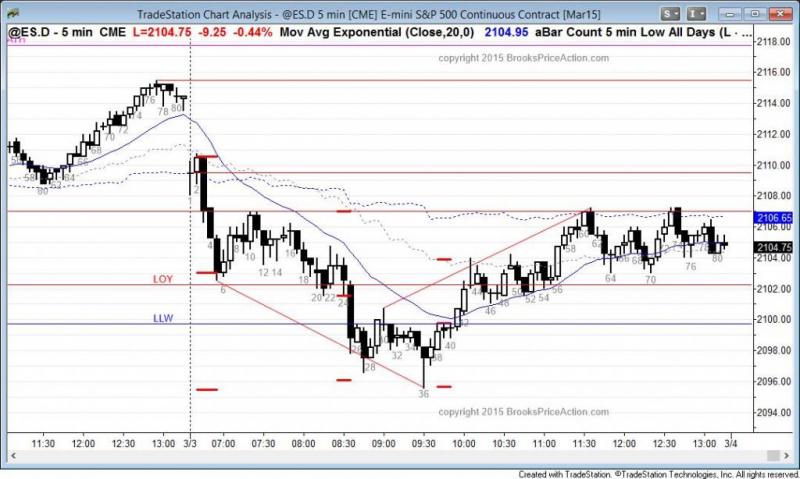 TradeStation Chart Analysis - @ES.D 5 min [CME] E-mini S&P 500 Continuous Contract [Mar15]
@ES.D - 5 min CME L=2104.75 -9.25 -0.44% Mov Avg Exponential (Close,20,0) 2104.95 aBar Count 5 min Low All Days (L - ...
S I
copyright 2015 BrooksPriceAction.com
2118.00
2116.00
2114.00
2112.00
2110.00
2108.00
2106.65
2104.75
2104.00
2102.00
2100.00
2098.00
2096.00
2094.00
74 76 78 80
70 72
66 68
58 60 62 64
2 4 6
10 12 14
18 20 22 24
28 32 34 36 38 40 42
44 46 48 50 52 54 56
58 60 62 64
70 76 80
LOY
LLW
copyright 2015 BrooksPriceAction.com
11:30 12:00 12:30 13:00 3/3 07:00 07:30 08:00 08:30 09:00 09:30 10:00 10:30 11:00 11:30 12:00 12:30 13:00 3/4
Created with TradeStation. ©TradeStation Technologies, Inc. All rights reserved.